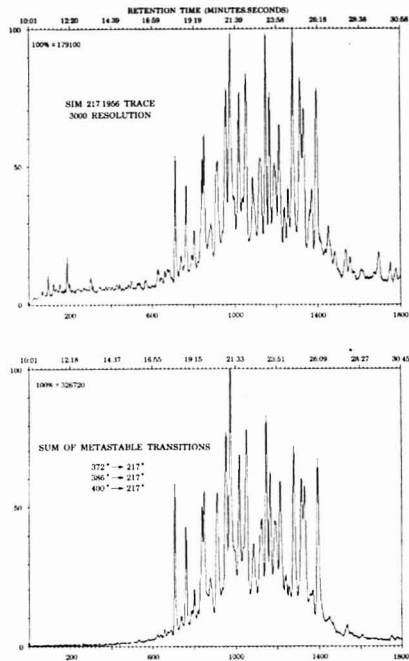 RETENTION TIME (MINUTES.SECONDS)
10:01 12:20 14:39 16:59 19:19 21:39 23:58 26:18 28:38 30:58
100
100% = 179100
SIM 217.1956 TRACE
3000 RESOLUTION
50
0
200 600 1000 1400 1800
10:01 12:18 14:37 16:55 19:15 21:33 23:51 26:09 28:27 30:45
100
100% = 326720
SUM OF METASTABLE TRANSITIONS
372⁺ → 217⁺
386⁺ → 217⁺
400⁺ → 217⁺
50
0
200 600 1000 1400 1800